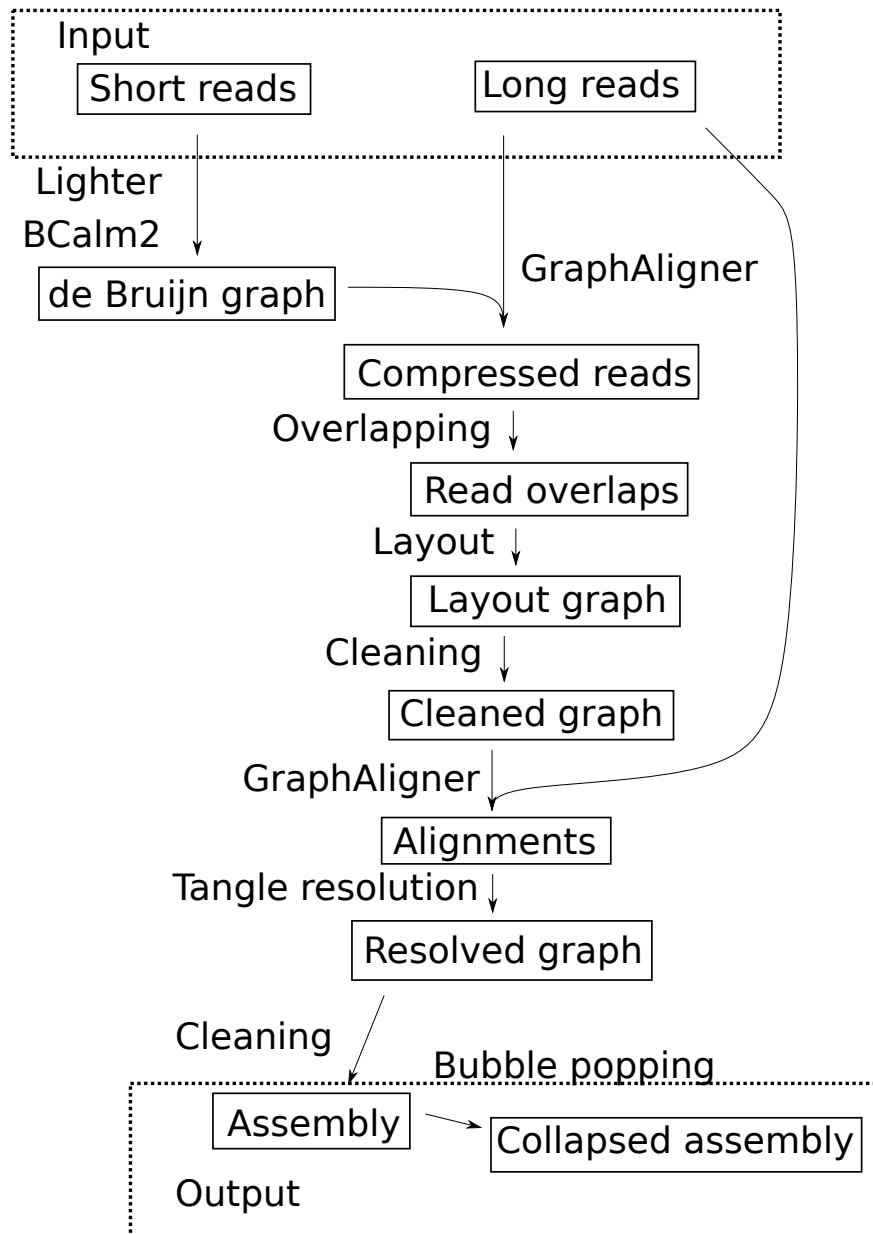 Input
Short reads
Long reads
Lighter
BCalm2
GraphAligner
de Bruijn graph
Compressed reads
Overlapping
Read overlaps
Layout
Layout graph
Cleaning
Cleaned graph
GraphAligner
Alignments
Tangle resolution
Resolved graph
Cleaning
Bubble popping
Assembly
Collapsed assembly
Output